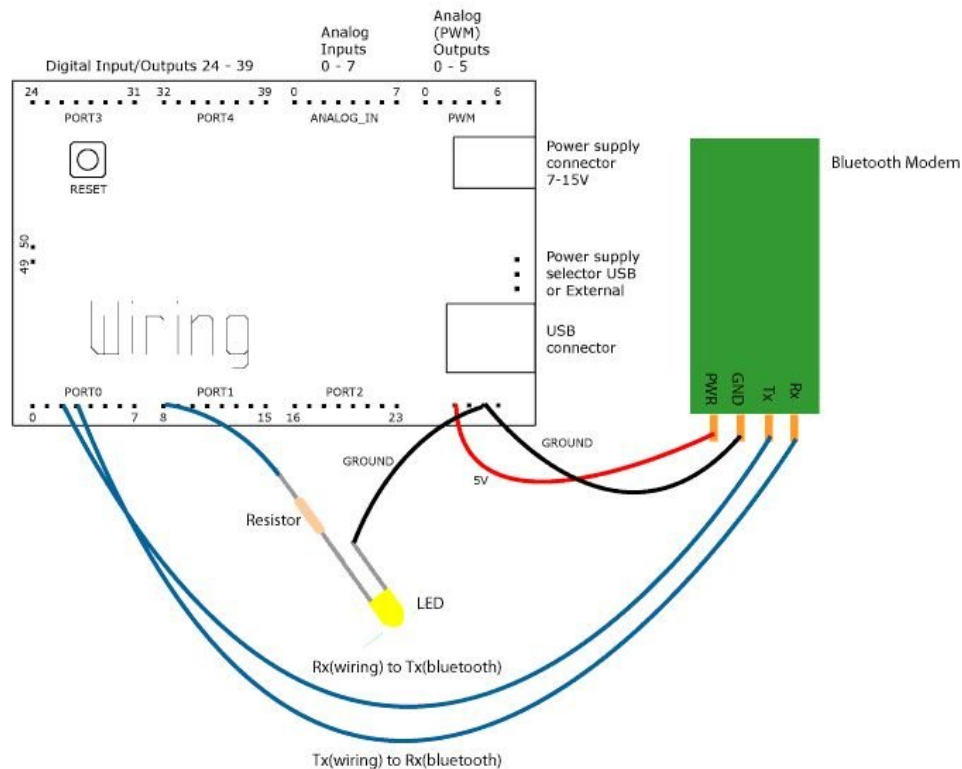 Analog
(PWM)
Outputs
0 - 5
Analog
Inputs
0 - 7
Digital Input/Outputs 24 - 39
24 31 32 39 0 7 0 6
PORT3 PORT4 ANALOG_IN PWM
RESET
Power supply
connector
7-15V
Bluetooth Modem
50
49
Power supply
selector USB
or External
Wiring
USB
connector
PWR
GND
Tx
Rx
PORT0 PORT1 PORT2
0 7 8 15 16 23
GROUND
GROUND
5V
Resistor
LED
Rx(wiring) to Tx(bluetooth)
Tx(wiring) to Rx(bluetooth)